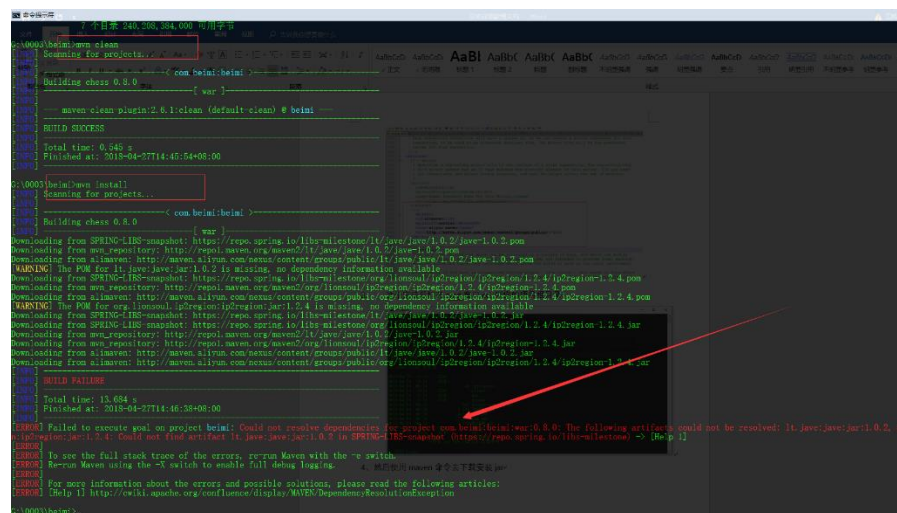 命令提示符
7 个目录 240,208,384,000 可用字节
G:\0003\beimi>mvn clean
[INFO] Scanning for projects...
[INFO]
[INFO] ---< com.beimi:beimi >---
[INFO] Building chess 0.8.0
[INFO] ---[ war ]---
[INFO]
[INFO] --- maven-clean-plugin:2.6.1:clean (default-clean) @ beimi ---
[INFO]
[INFO] BUILD SUCCESS
[INFO]
[INFO] Total time: 0.545 s
[INFO] Finished at: 2018-04-27T14:45:54+08:00
[INFO]
G:\0003\beimi>mvn install
[INFO] Scanning for projects...
[INFO]
[INFO] ---< com.beimi:beimi >---
[INFO] Building chess 0.8.0
[INFO] ---[ war ]---
Downloading from SPRING-LIBS-snapshot: https://repo.spring.io/libs-milestone/lt/jave/jave/1.0.2/jave-1.0.2.pom
Downloading from mvn_repository: http://repo1.maven.org/maven2/lt/jave/jave/1.0.2/jave-1.0.2.pom
Downloading from alimaven: http://maven.aliyun.com/nexus/content/groups/public/lt/jave/jave/1.0.2/jave-1.0.2.pom
[WARNING] The POM for lt.jave:jave:jar:1.0.2 is missing, no dependency information available
Downloading from SPRING-LIBS-snapshot: https://repo.spring.io/libs-milestone/org/lionsoul/ip2region/ip2region/1.2.4/ip2region-1.2.4.pom
Downloading from mvn_repository: http://repo1.maven.org/maven2/org/lionsoul/ip2region/ip2region/1.2.4/ip2region-1.2.4.pom
Downloading from alimaven: http://maven.aliyun.com/nexus/content/groups/public/org/lionsoul/ip2region/ip2region/1.2.4/ip2region-1.2.4.pom
[WARNING] The POM for org.lionsoul.ip2region:ip2region:jar:1.2.4 is missing, no dependency information available
Downloading from SPRING-LIBS-snapshot: https://repo.spring.io/libs-milestone/lt/jave/jave/1.0.2/jave-1.0.2.jar
Downloading from SPRING-LIBS-snapshot: https://repo.spring.io/libs-milestone/org/lionsoul/ip2region/ip2region/1.2.4/ip2region-1.2.4.jar
Downloading from mvn_repository: http://repo1.maven.org/maven2/lt/jave/jave/1.0.2/jave-1.0.2.jar
Downloading from mvn_repository: http://repo1.maven.org/maven2/org/lionsoul/ip2region/ip2region/1.2.4/ip2region-1.2.4.jar
Downloading from alimaven: http://maven.aliyun.com/nexus/content/groups/public/lt/jave/jave/1.0.2/jave-1.0.2.jar
Downloading from alimaven: http://maven.aliyun.com/nexus/content/groups/public/org/lionsoul/ip2region/ip2region/1.2.4/ip2region-1.2.4.jar
[INFO]
[INFO] BUILD FAILURE
[INFO]
[INFO] Total time: 13.684 s
[INFO] Finished at: 2018-04-27T14:46:38+08:00
[INFO]
[ERROR] Failed to execute goal on project beimi: Could not resolve dependencies for project com.beimi:beimi:war:0.8.0: The following artifacts could not be resolved: lt.jave:jave:jar:1.0.2,
n:ip2region:jar:1.2.4: Could not find artifact lt.jave:jave:jar:1.0.2 in SPRING-LIBS-snapshot (https://repo.spring.io/libs-milestone) -> [Help 1]
[ERROR]
[ERROR] To see the full stack trace of the errors, re-run Maven with the -e switch.
[ERROR] Re-run Maven using the -X switch to enable full debug logging.
[ERROR]
[ERROR] For more information about the errors and possible solutions, please read the following articles:
[ERROR] [Help 1] http://cwiki.apache.org/confluence/display/MAVEN/DependencyResolutionException
G:\0003\beimi>